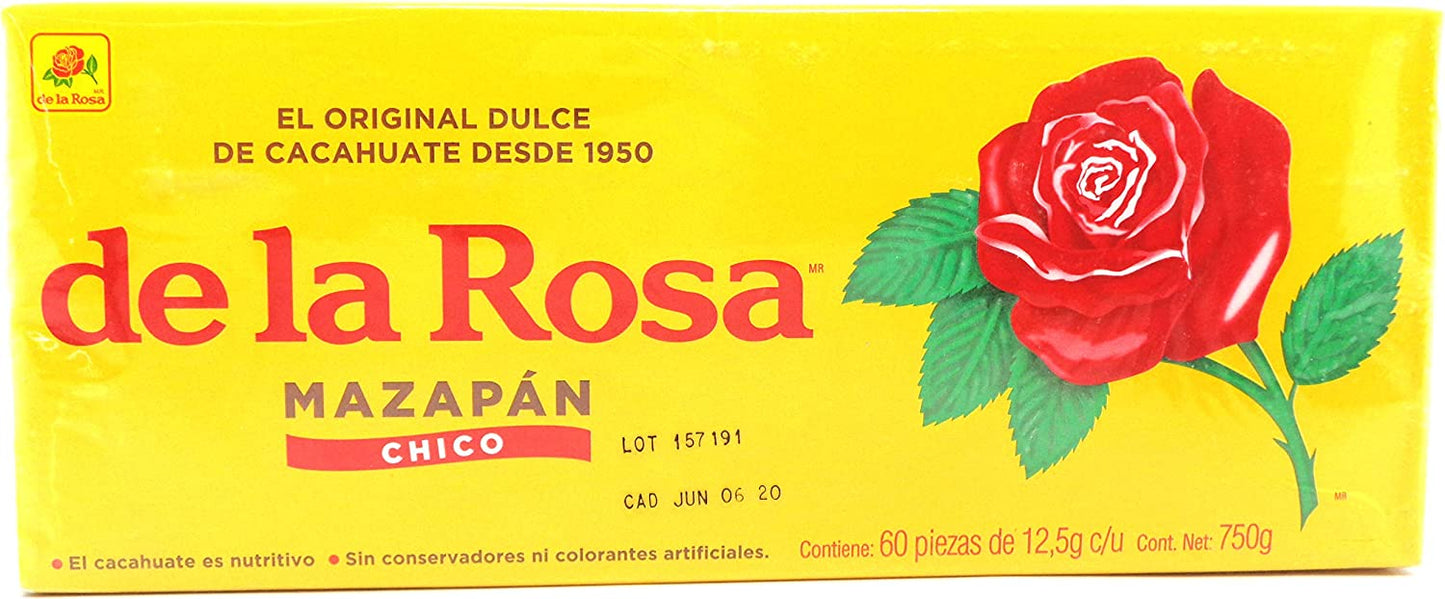 de la Rosa MR
EL ORIGINAL DULCE
DE CACAHUATE DESDE 1950
de la Rosa MR
MAZAPÁN
CHICO
LOT 157191
CAD JUN 06 20
MR
• El cacahuate es nutritivo • Sin conservadores ni colorantes artificiales.
Contiene: 60 piezas de 12,5g c/u Cont. Net: 750g